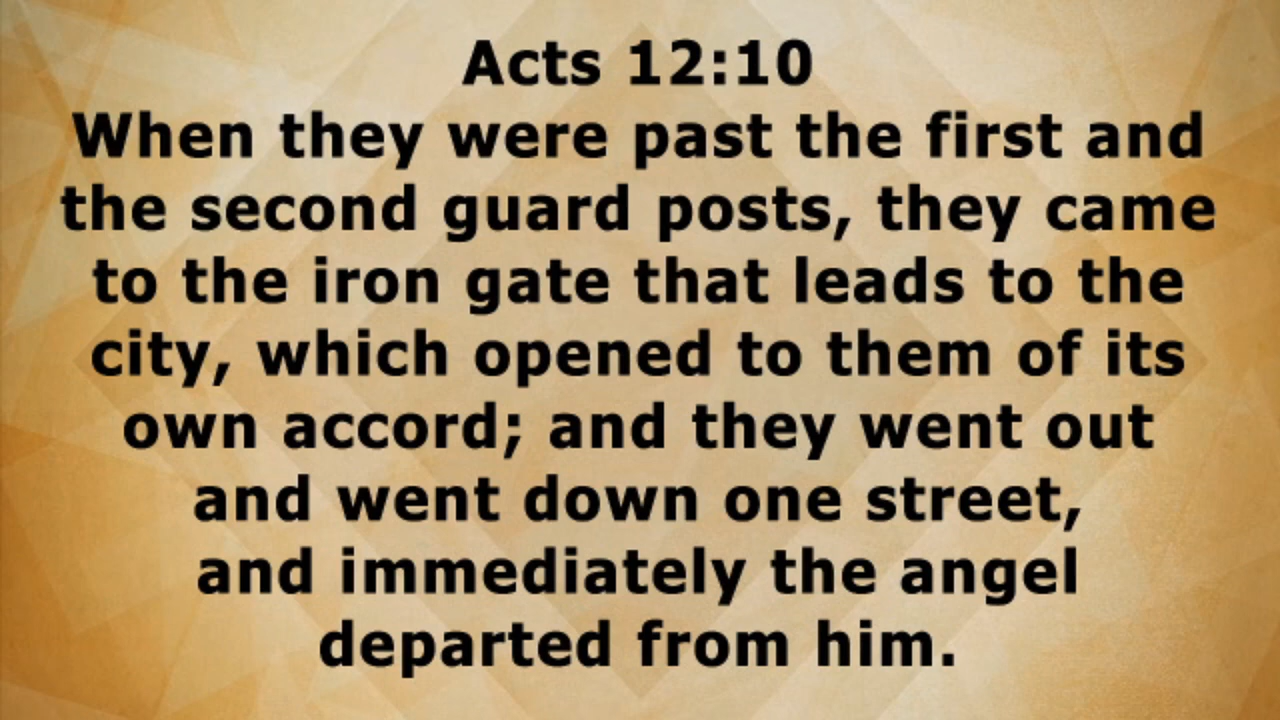 Acts 12:10
When they were past the first and
the second guard posts, they came
to the iron gate that leads to the
city, which opened to them of its
own accord; and they went out
and went down one street,
and immediately the angel
departed from him.